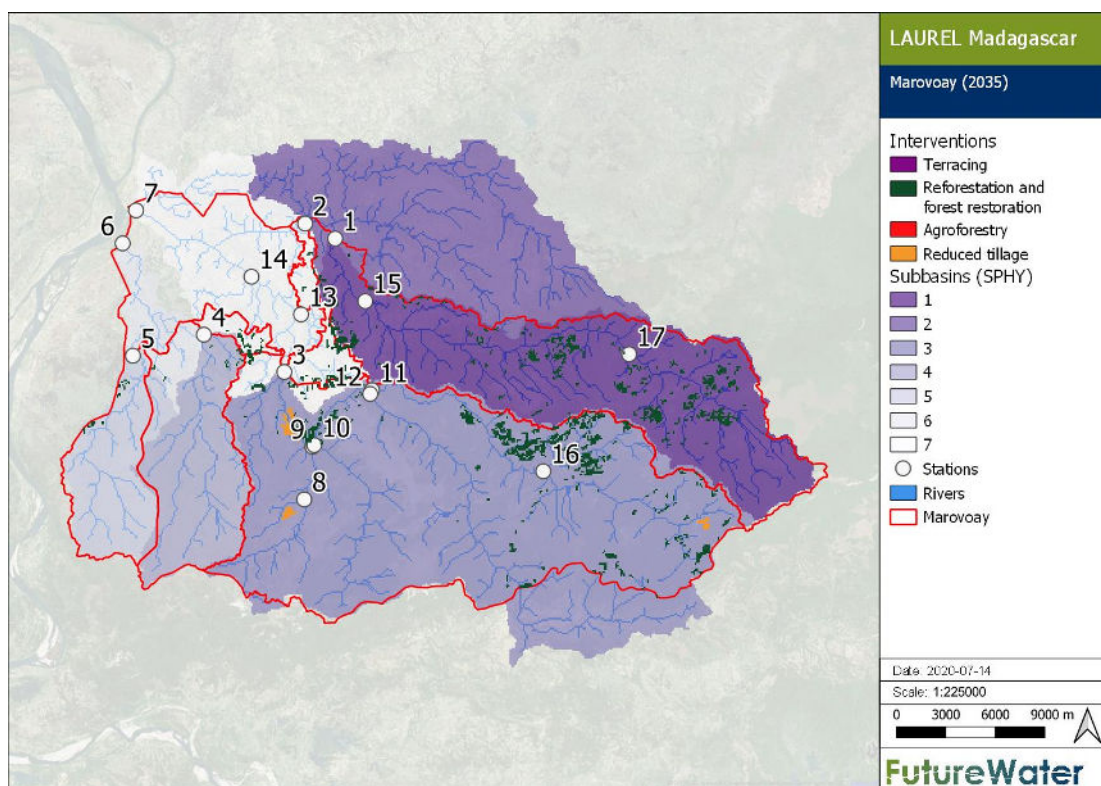 LAUREL Madagascar
Marovoay (2035)
Interventions
Terracing
Reforestation and
forest restoration
Agroforestry
Reduced tillage
Subbasins (SPHY)
1
2
3
4
5
6
7
Stations
Rivers
Marovoay
Date: 2020-07-14
Scale: 1:225000
0 3000 6000 9000 m
FutureWater
7
2
6
1
14
15
13
4
5
3
17
12
11
9
10
16
8